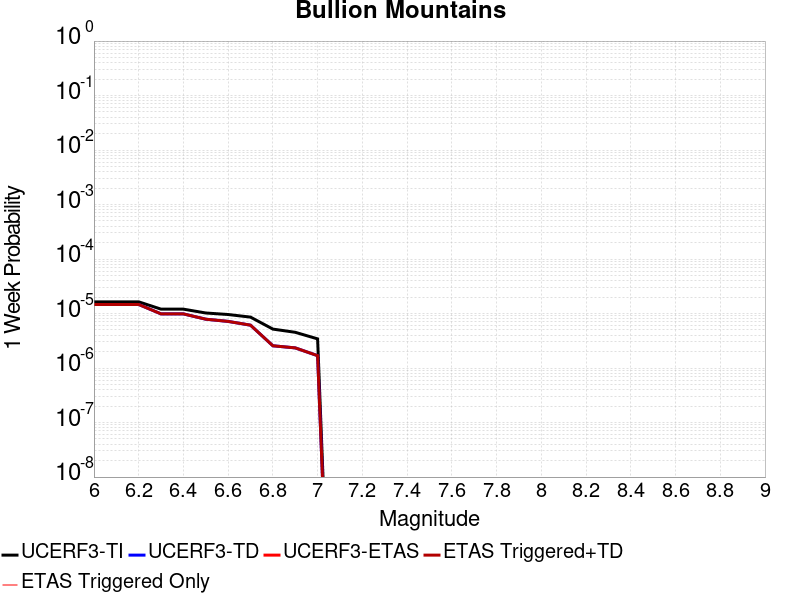 Bullion Mountains
1 Week Probability
10^0
10^-1
10^-2
10^-3
10^-4
10^-5
10^-6
10^-7
10^-8
6 6.2 6.4 6.6 6.8 7 7.2 7.4 7.6 7.8 8 8.2 8.4 8.6 8.8 9
Magnitude
UCERF3-TI UCERF3-TD UCERF3-ETAS ETAS Triggered+TD
ETAS Triggered Only